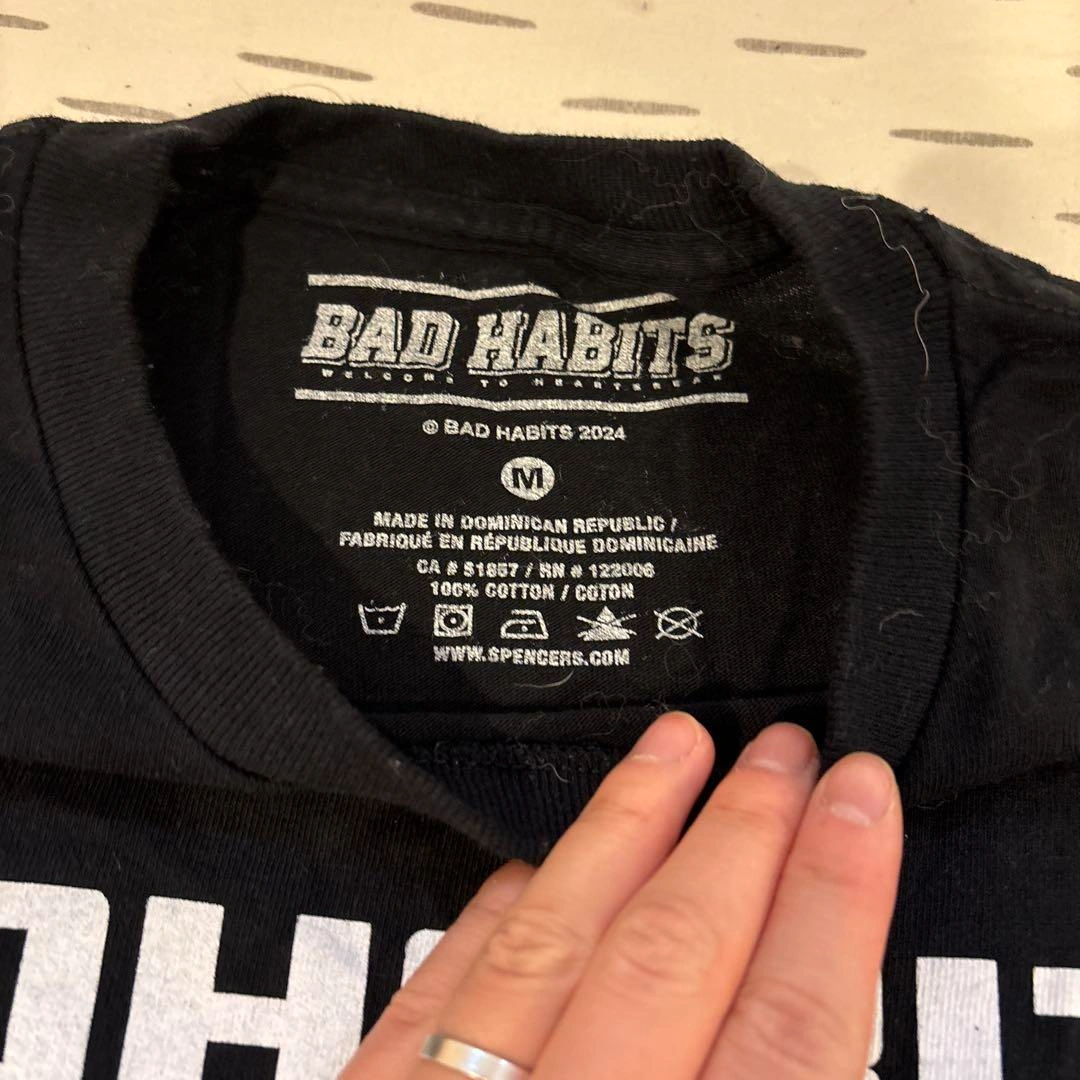 BAD HABITS
WELCOME TO HEARTBREAK
© BAD HABITS 2024
M
MADE IN DOMINICAN REPUBLIC /
FABRIQUÉ EN RÉPUBLIQUE DOMINICAINE
CA # 51857 / RN # 122006
100% COTTON / COTON
WWW.SPENCERS.COM